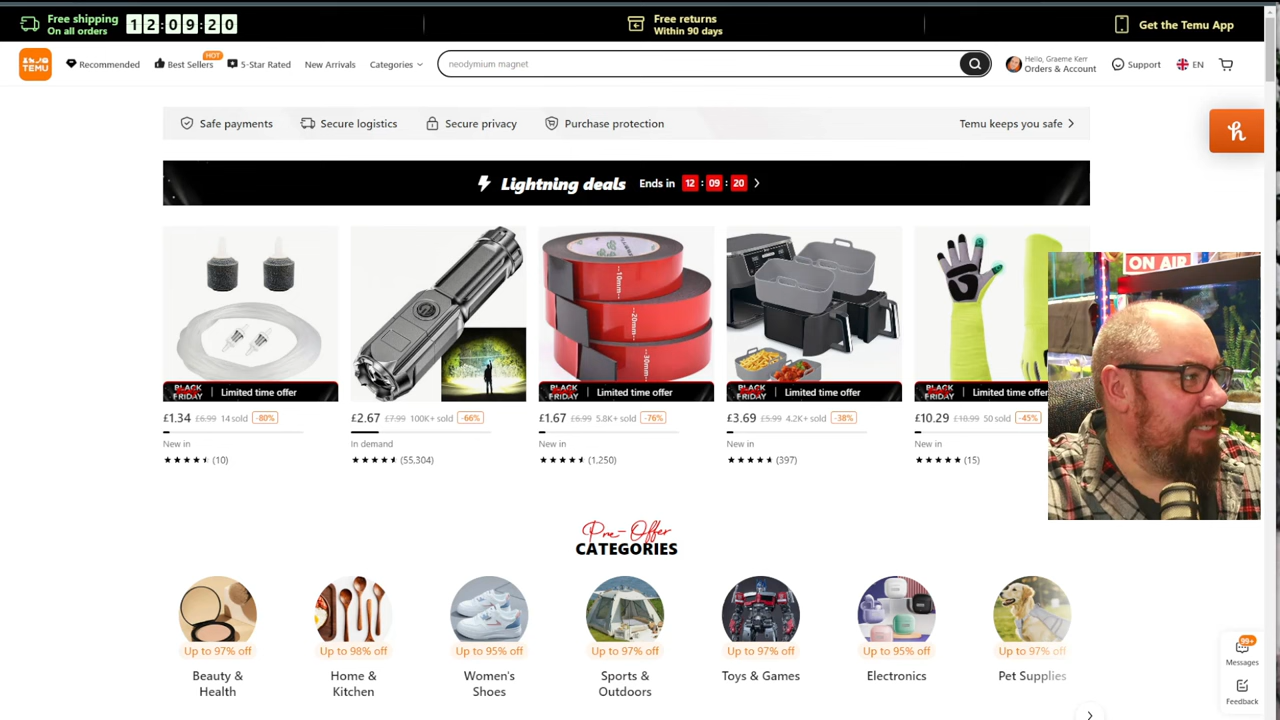 Free shipping
On all orders
12:09:20
Free returns
Within 90 days
Get the Temu App
TEMU
Recommended
Best Sellers
HOT
5-Star Rated
New Arrivals
Categories
neodymium magnet
Hello, Graeme Kerr
Orders & Account
Support
EN
Safe payments
Secure logistics
Secure privacy
Purchase protection
Temu keeps you safe
Lightning deals
Ends in 12 : 09 : 20
ON AIR
--10mm--
--20mm--
--30mm--
BLACK FRIDAY Limited time offer
BLACK FRIDAY Limited time offer
BLACK FRIDAY Limited time offer
BLACK FRIDAY Limited time offer
BLACK FRIDAY Limited time offer
£1.34 £6.99 14 sold -80%
£2.67 £7.99 100K+ sold -66%
£1.67 £6.99 5.8K+ sold -76%
£3.69 £5.99 4.2K+ sold -38%
£10.29 £18.99 50 sold -45%
New in
In demand
New in
New in
New in
(10)
(55,304)
(1,250)
(397)
(15)
Pre-Offer
CATEGORIES
Up to 97% off
Up to 98% off
Up to 95% off
Up to 97% off
Up to 97% off
Up to 95% off
Up to 97% off
Beauty &
Health
Home &
Kitchen
Women's
Shoes
Sports &
Outdoors
Toys & Games
Electronics
Pet Supplies
99+
Messages
Feedback